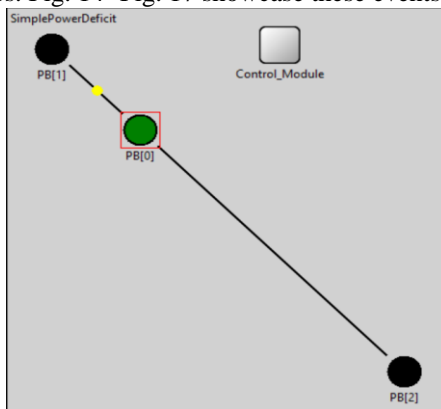 s. Fig. 14- Fig. 17 showcase these events
SimplePowerDeficit
PB[1]
Control_Module
PB[0]
PB[2]